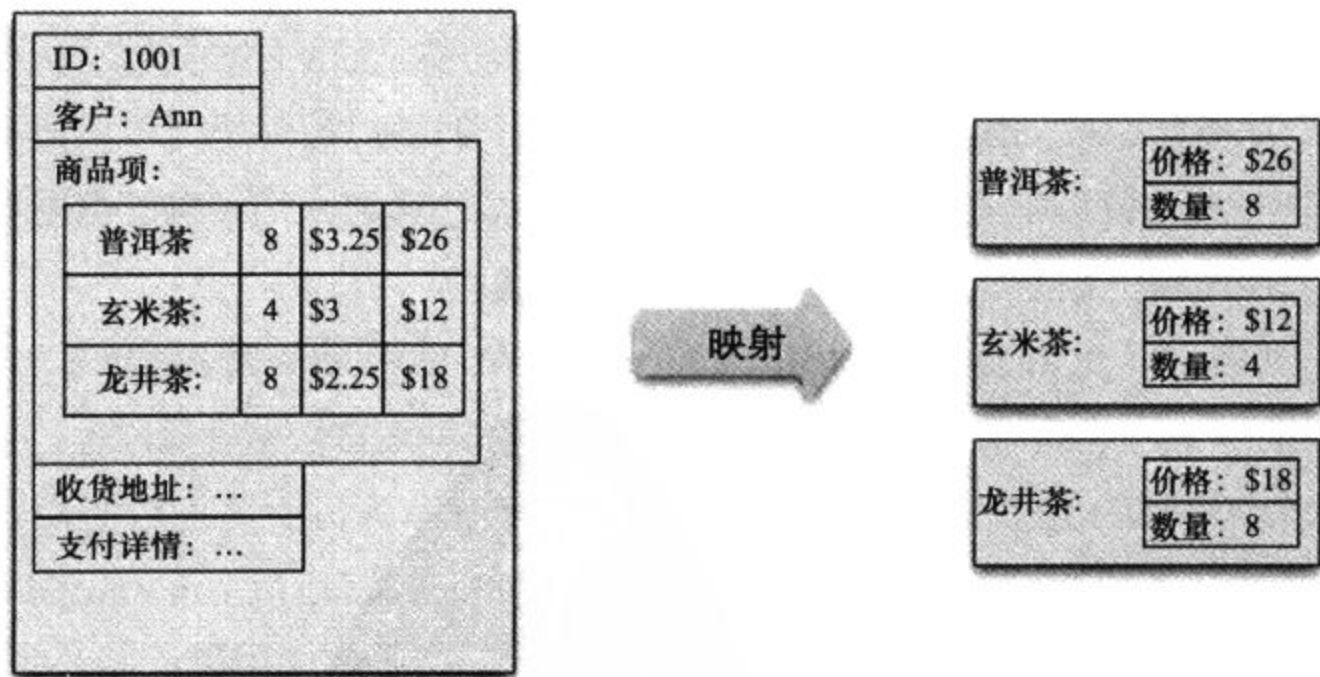 ID：1001
客户：Ann
商品项：
普洱茶 8 $3.25 $26
玄米茶: 4 $3 $12
龙井茶: 8 $2.25 $18
收货地址：...
支付详情：...
映射
普洱茶:
价格：$26
数量：8
玄米茶:
价格：$12
数量：4
龙井茶:
价格：$18
数量：8